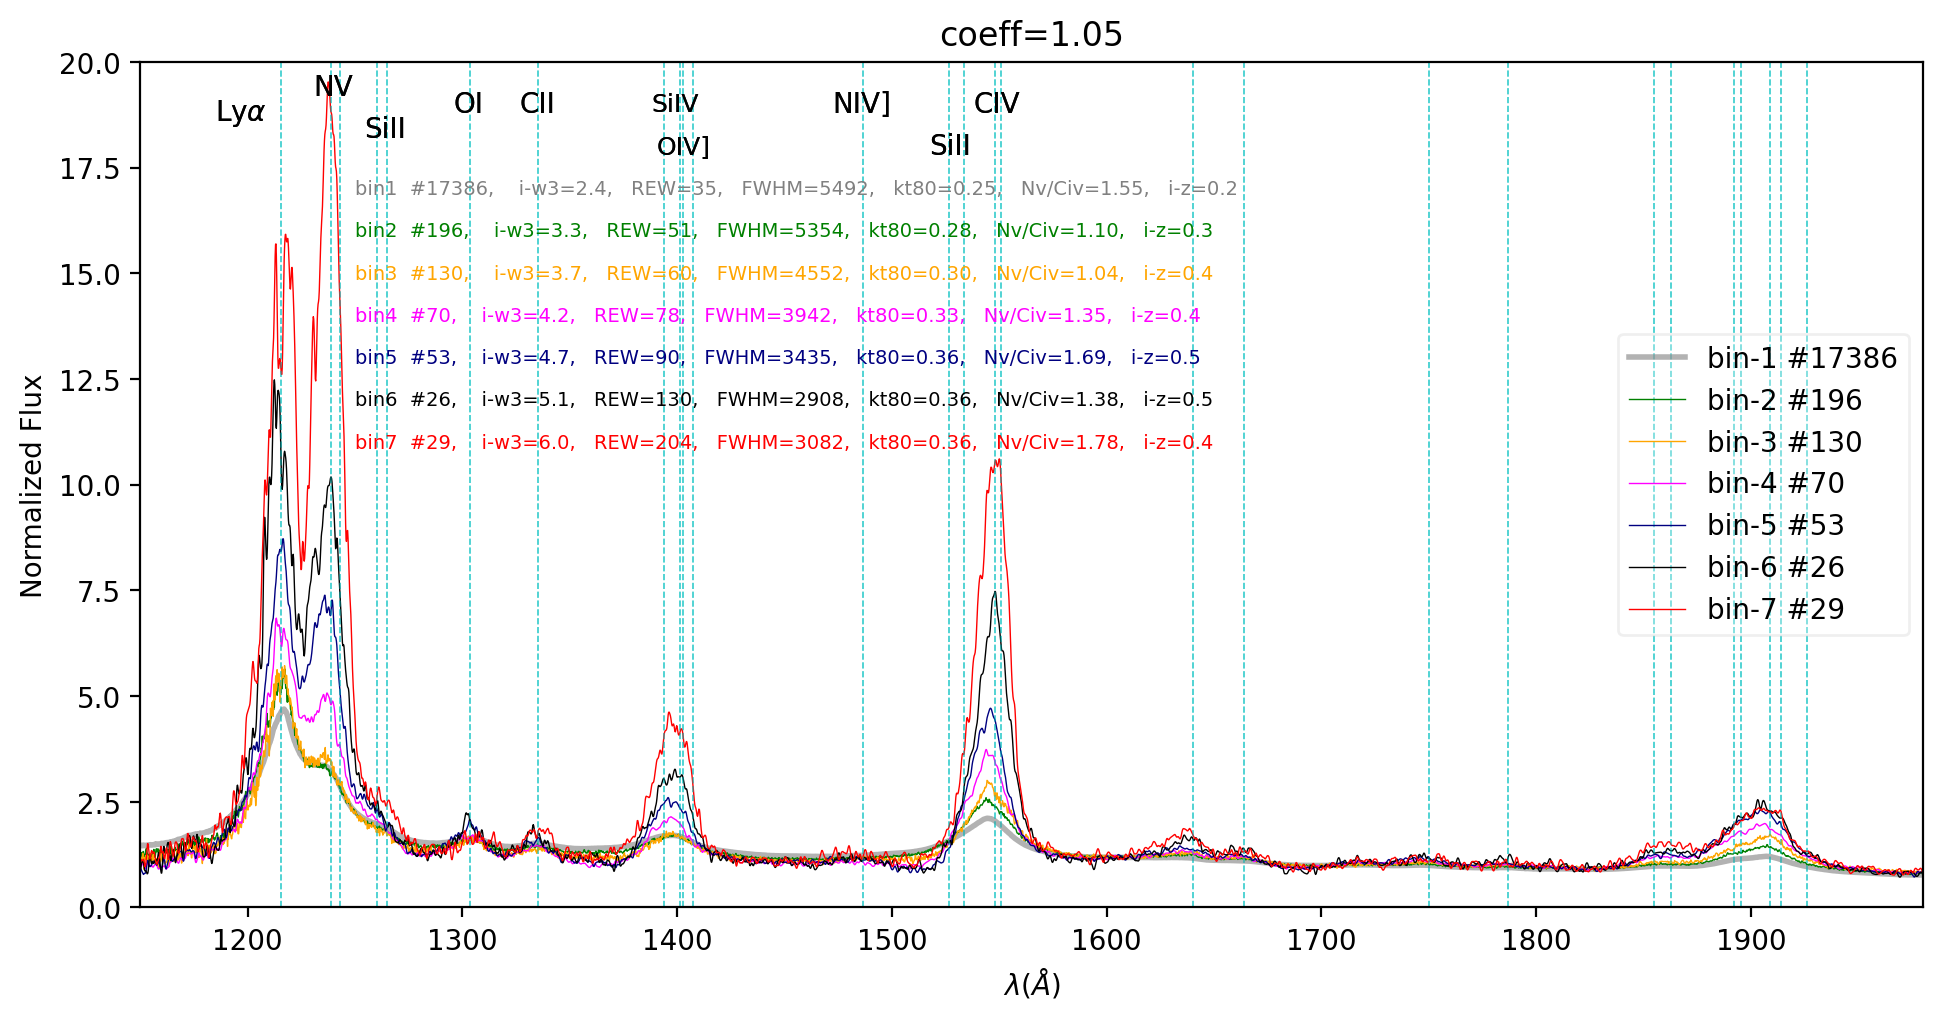 coeff=1.05
20.0
17.5
15.0
12.5
10.0
7.5
5.0
2.5
0.0
Normalized Flux
Lyα
NV
SiII
OI
CII
SiIV
OIV]
NIV]
SiII
CIV
bin1 #17386, i-w3=2.4, REW=35, FWHM=5492, kt80=0.25, Nv/Civ=1.55, i-z=0.2
bin2 #196, i-w3=3.3, REW=51, FWHM=5354, kt80=0.28, Nv/Civ=1.10, i-z=0.3
bin3 #130, i-w3=3.7, REW=60, FWHM=4552, kt80=0.30, Nv/Civ=1.04, i-z=0.4
bin4 #70, i-w3=4.2, REW=78, FWHM=3942, kt80=0.33, Nv/Civ=1.35, i-z=0.4
bin5 #53, i-w3=4.7, REW=90, FWHM=3435, kt80=0.36, Nv/Civ=1.69, i-z=0.5
bin6 #26, i-w3=5.1, REW=130, FWHM=2908, kt80=0.36, Nv/Civ=1.38, i-z=0.5
bin7 #29, i-w3=6.0, REW=204, FWHM=3082, kt80=0.36, Nv/Civ=1.78, i-z=0.4
bin-1 #17386
bin-2 #196
bin-3 #130
bin-4 #70
bin-5 #53
bin-6 #26
bin-7 #29
1200 1300 1400 1500 1600 1700 1800 1900
λ(Å)